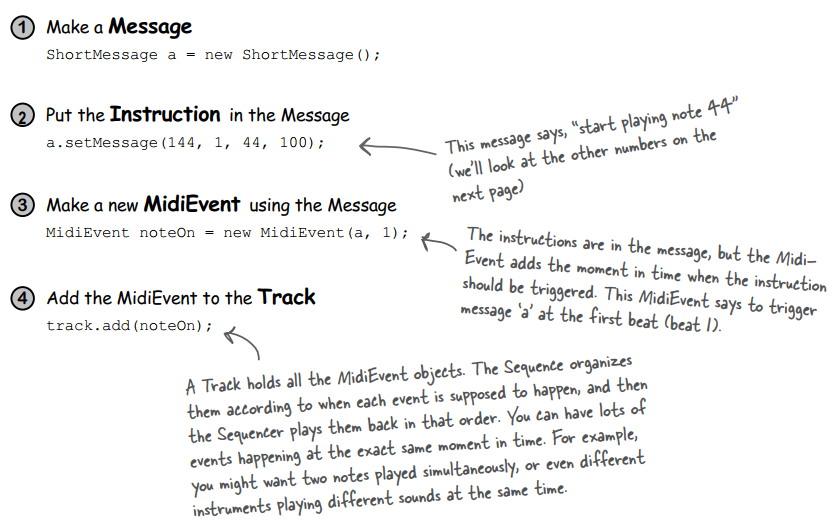 1 Make a Message
ShortMessage a = new ShortMessage();
2 Put the Instruction in the Message
a.setMessage(144, 1, 44, 100);
This message says, “start playing note 44”
(we’ll look at the other numbers on the
next page)
3 Make a new MidiEvent using the Message
MidiEvent noteOn = new MidiEvent(a, 1);
The instructions are in the message, but the Midi-
Event adds the moment in time when the instruction
should be triggered. This MidiEvent says to trigger
message ‘a’ at the first beat (beat 1).
4 Add the MidiEvent to the Track
track.add(noteOn);
A Track holds all the MidiEvent objects. The Sequence organizes
them according to when each event is supposed to happen, and then
the Sequencer plays them back in that order. You can have lots of
events happening at the exact same moment in time. For example,
you might want two notes played simultaneously, or even different
instruments playing different sounds at the same time.